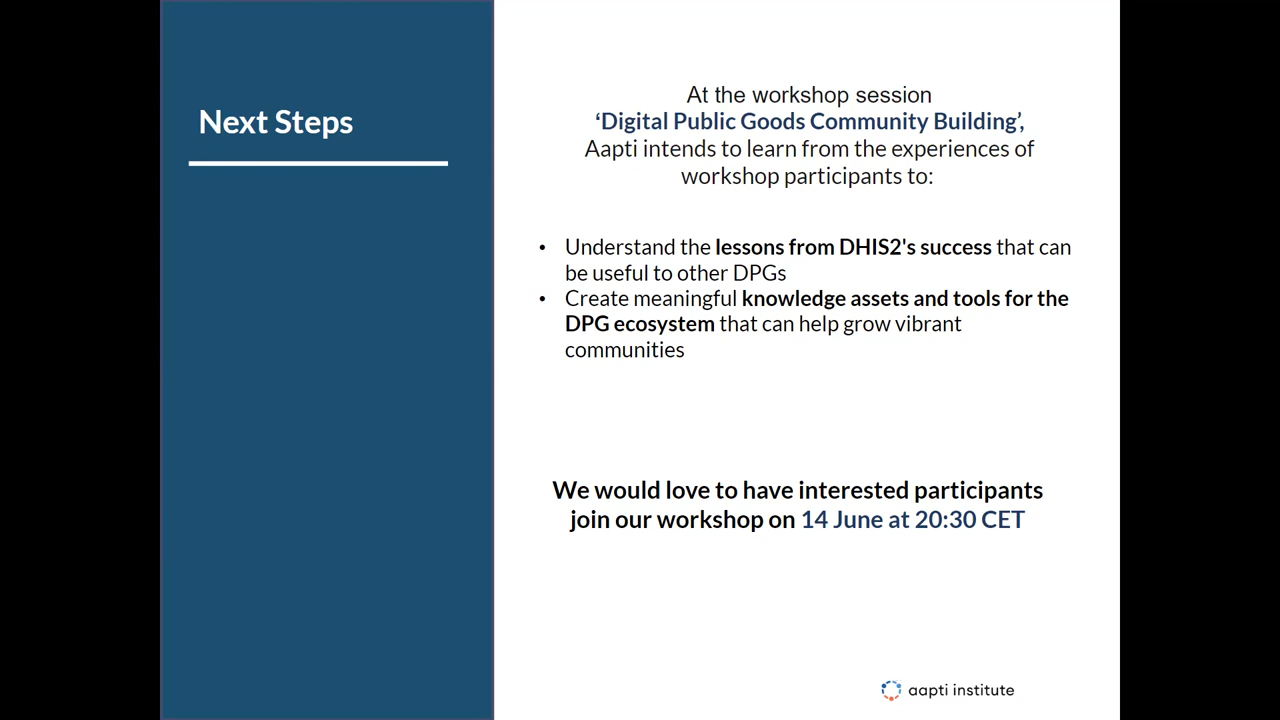 Next Steps
At the workshop session
‘Digital Public Goods Community Building’,
Aapti intends to learn from the experiences of
workshop participants to:
• Understand the lessons from DHIS2's success that can
be useful to other DPGs
• Create meaningful knowledge assets and tools for the
DPG ecosystem that can help grow vibrant
communities
We would love to have interested participants
join our workshop on 14 June at 20:30 CET
aapti institute